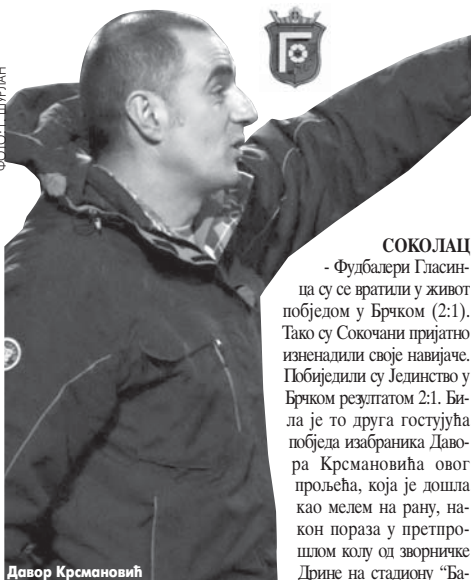 СОКОЛАЦ
- Фудбалери Гласин-
ца су се вратили у живот
побједом у Брчком (2:1).
Тако су Сокочани пријатно
изненадили своје навијаче.
Побиједили су Јединство у
Брчком резултатом 2:1. Би-
ла је то друга гостујућа
побједа изабраника Даво-
ра Крсмановића овог
прољећа, која је дошла
као мелем на рану, на-
кон пораза у претпро-
шлом колу од зворничке
Дрине на стадиону “Ба-
Давор Крсмановић